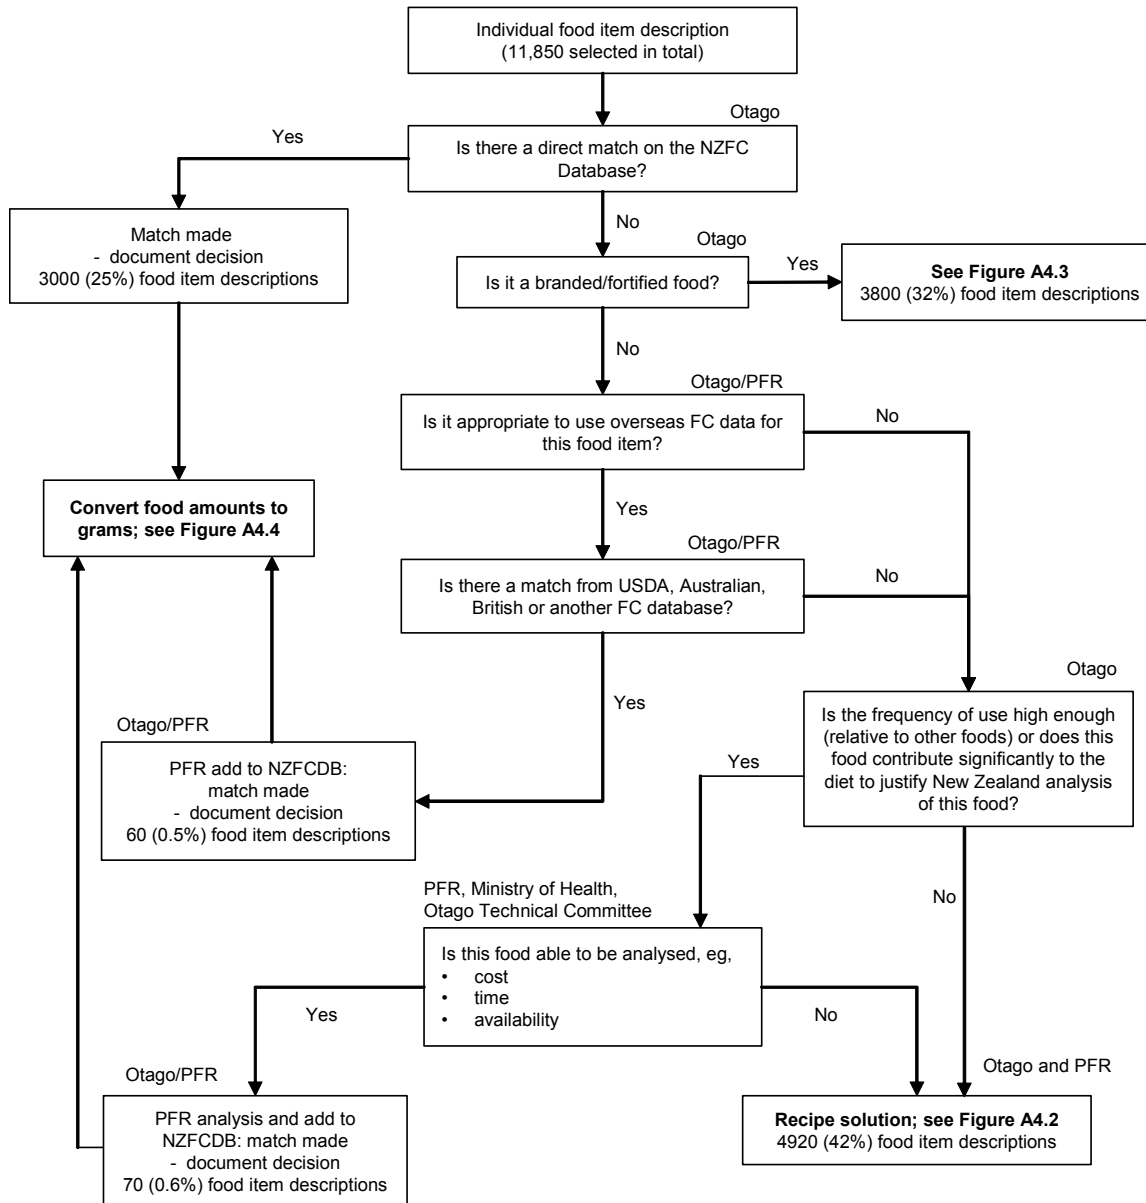 Individual food item description
(11,850 selected in total)
Otago
Yes
Is there a direct match on the NZFC
Database?
No
Match made
- document decision
3000 (25%) food item descriptions
Otago
Is it a branded/fortified food?
Yes
See Figure A4.3
3800 (32%) food item descriptions
No
Otago/PFR
Is it appropriate to use overseas FC data for
this food item?
No
Convert food amounts to
grams; see Figure A4.4
Yes
Otago/PFR
Is there a match from USDA, Australian,
British or another FC database?
No
Otago
Yes
Is the frequency of use high enough
(relative to other foods) or does this
food contribute significantly to the
diet to justify New Zealand analysis
of this food?
Otago/PFR
PFR add to NZFCDB:
match made
- document decision
60 (0.5%) food item descriptions
Yes
No
PFR, Ministry of Health,
Otago Technical Committee
Is this food able to be analysed, eg,
• cost
• time
• availability
Yes
No
Otago/PFR
PFR analysis and add to
NZFCDB: match made
- document decision
70 (0.6%) food item descriptions
Otago and PFR
Recipe solution; see Figure A4.2
4920 (42%) food item descriptions